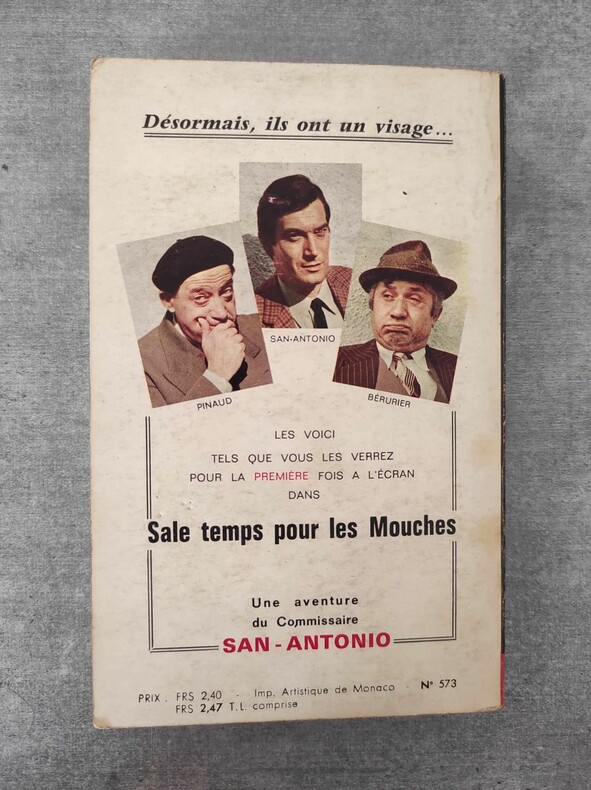 Désormais, ils ont un visage...
SAN-ANTONIO
PINAUD
BÉRURIER
LES VOICI
TELS QUE VOUS LES VERREZ
POUR LA PREMIÈRE FOIS A L'ÉCRAN
DANS
Sale temps pour les Mouches
Une aventure
du Commissaire
SAN-ANTONIO
PRIX . FRS 2,40 - Imp. Artistique de Monaco - N° 573
FRS 2,47 T.L. comprise